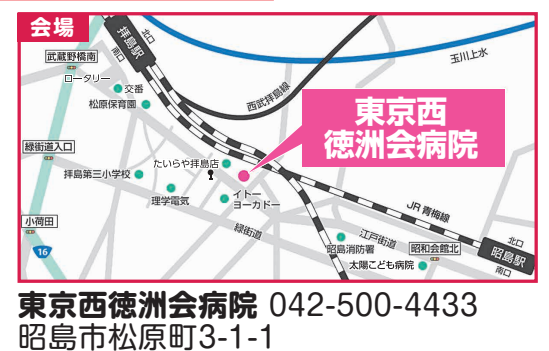 会場
拝島駅
北口
南口
武蔵野橋南
ロータリー
交番
松原保育園
玉川上水
西武拝島線
東京西
徳洲会病院
緑街道入口
たいらや拝島店
拝島第三小学校
理学電気
イトー
ヨーカドー
JR青梅線
小荷田
緑街道
江戸街道
昭島消防署
昭和会館北
太陽こども病院
北口
昭島駅
南口
16
東京西徳洲会病院 042-500-4433
昭島市松原町3-1-1